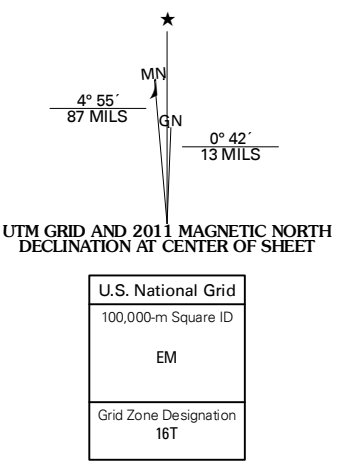 ★
MN
4° 55´
87 MILS
GN
0° 42´
13 MILS
UTM GRID AND 2011 MAGNETIC NORTH
DECLINATION AT CENTER OF SHEET
U.S. National Grid
100,000-m Square ID
EM
Grid Zone Designation
16T